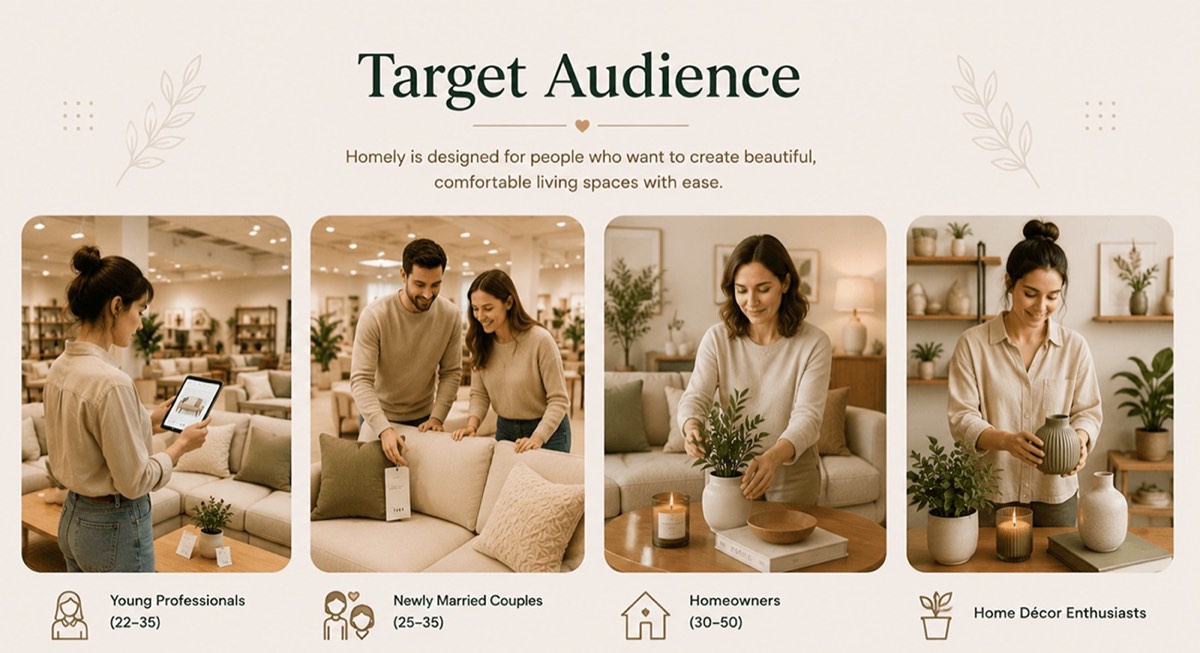 Target Audience
Homely is designed for people who want to create beautiful,
comfortable living spaces with ease.
Young Professionals
(22–35)
Newly Married Couples
(25–35)
Homeowners
(30–50)
Home Décor Enthusiasts